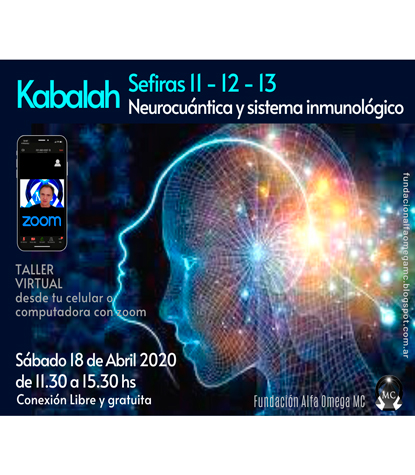 Kabalah
Sefiras 11 - 12 - 13
Neurocuántica y sistema inmunológico
zoom
TALLER
VIRTUAL
desde tu celular o
computadora con zoom
Sábado 18 de Abril 2020
de 11.30 a 15.30 hs
Conexión Libre y gratuita
Fundación Alfa Omega MC
MC
fundacionalfaomegamc.blogspot.com.ar